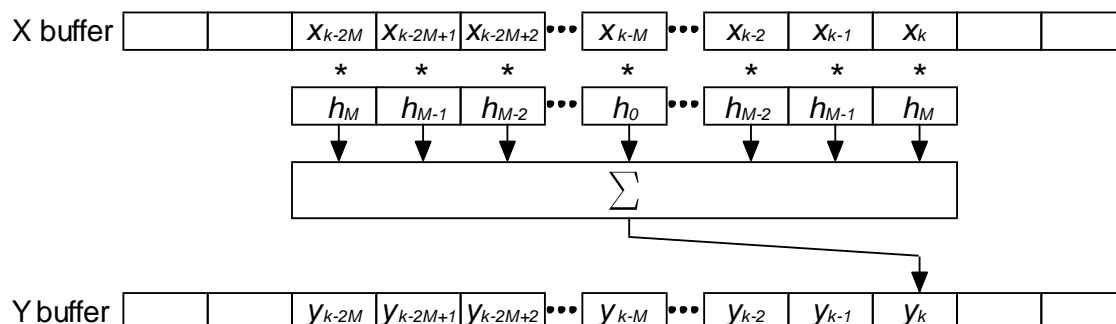 X buffer x_{k-2M} x_{k-2M+1} x_{k-2M+2} ••• x_{k-M} ••• x_{k-2} x_{k-1} x_k
* * * * * * *
h_M h_{M-1} h_{M-2} ••• h_0 ••• h_{M-2} h_{M-1} h_M
∑
Y buffer y_{k-2M} y_{k-2M+1} y_{k-2M+2} ••• y_{k-M} ••• y_{k-2} y_{k-1} y_k